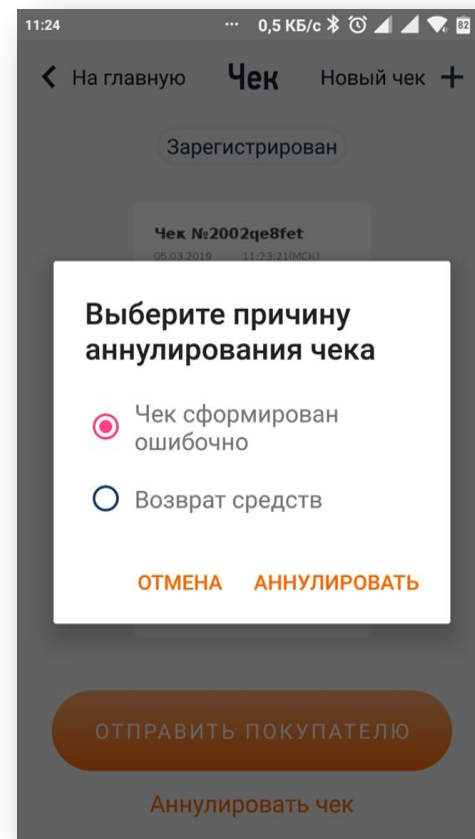 11:24 ... 0,5 КБ/с 82
На главную Чек Новый чек +
Зарегистрирован
Чек №2002qe8fet
05.03.2019 11:23:21(МСК)
Выберите причину
аннулирования чека
Чек сформирован
ошибочно
Возврат средств
ОТМЕНА АННУЛИРОВАТЬ
ОТПРАВИТЬ ПОКУПАТЕЛЮ
Аннулировать чек